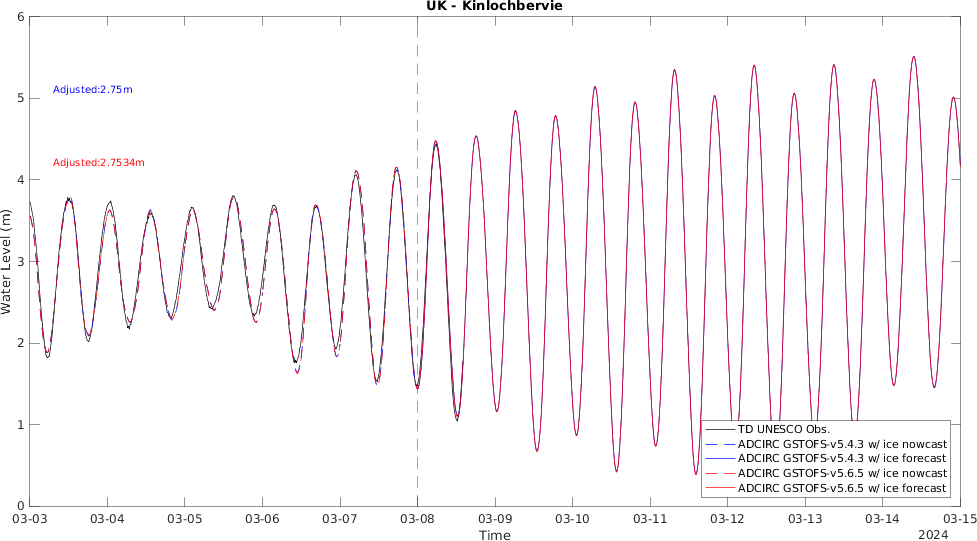 UK - Kinlochbervie
6
5
4
3
2
1
0
Water Level (m)
Adjusted:2.75m
Adjusted:2.7534m
TD UNESCO Obs.
ADCIRC GSTOFS-v5.4.3 w/ ice nowcast
ADCIRC GSTOFS-v5.4.3 w/ ice forecast
ADCIRC GSTOFS-v5.6.5 w/ ice nowcast
ADCIRC GSTOFS-v5.6.5 w/ ice forecast
03-03 03-04 03-05 03-06 03-07 03-08 03-09 03-10 03-11 03-12 03-13 03-14 03-15
Time
2024